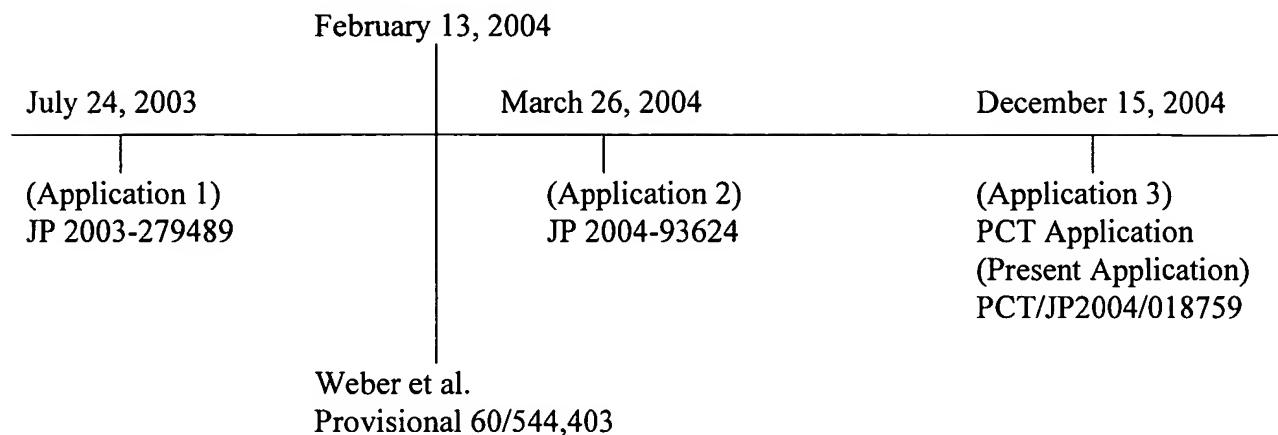 February 13, 2004
July 24, 2003
March 26, 2004
December 15, 2004
(Application 1)
JP 2003-279489
(Application 2)
JP 2004-93624
(Application 3)
PCT Application
(Present Application)
PCT/JP2004/018759
Weber et al.
Provisional 60/544,403